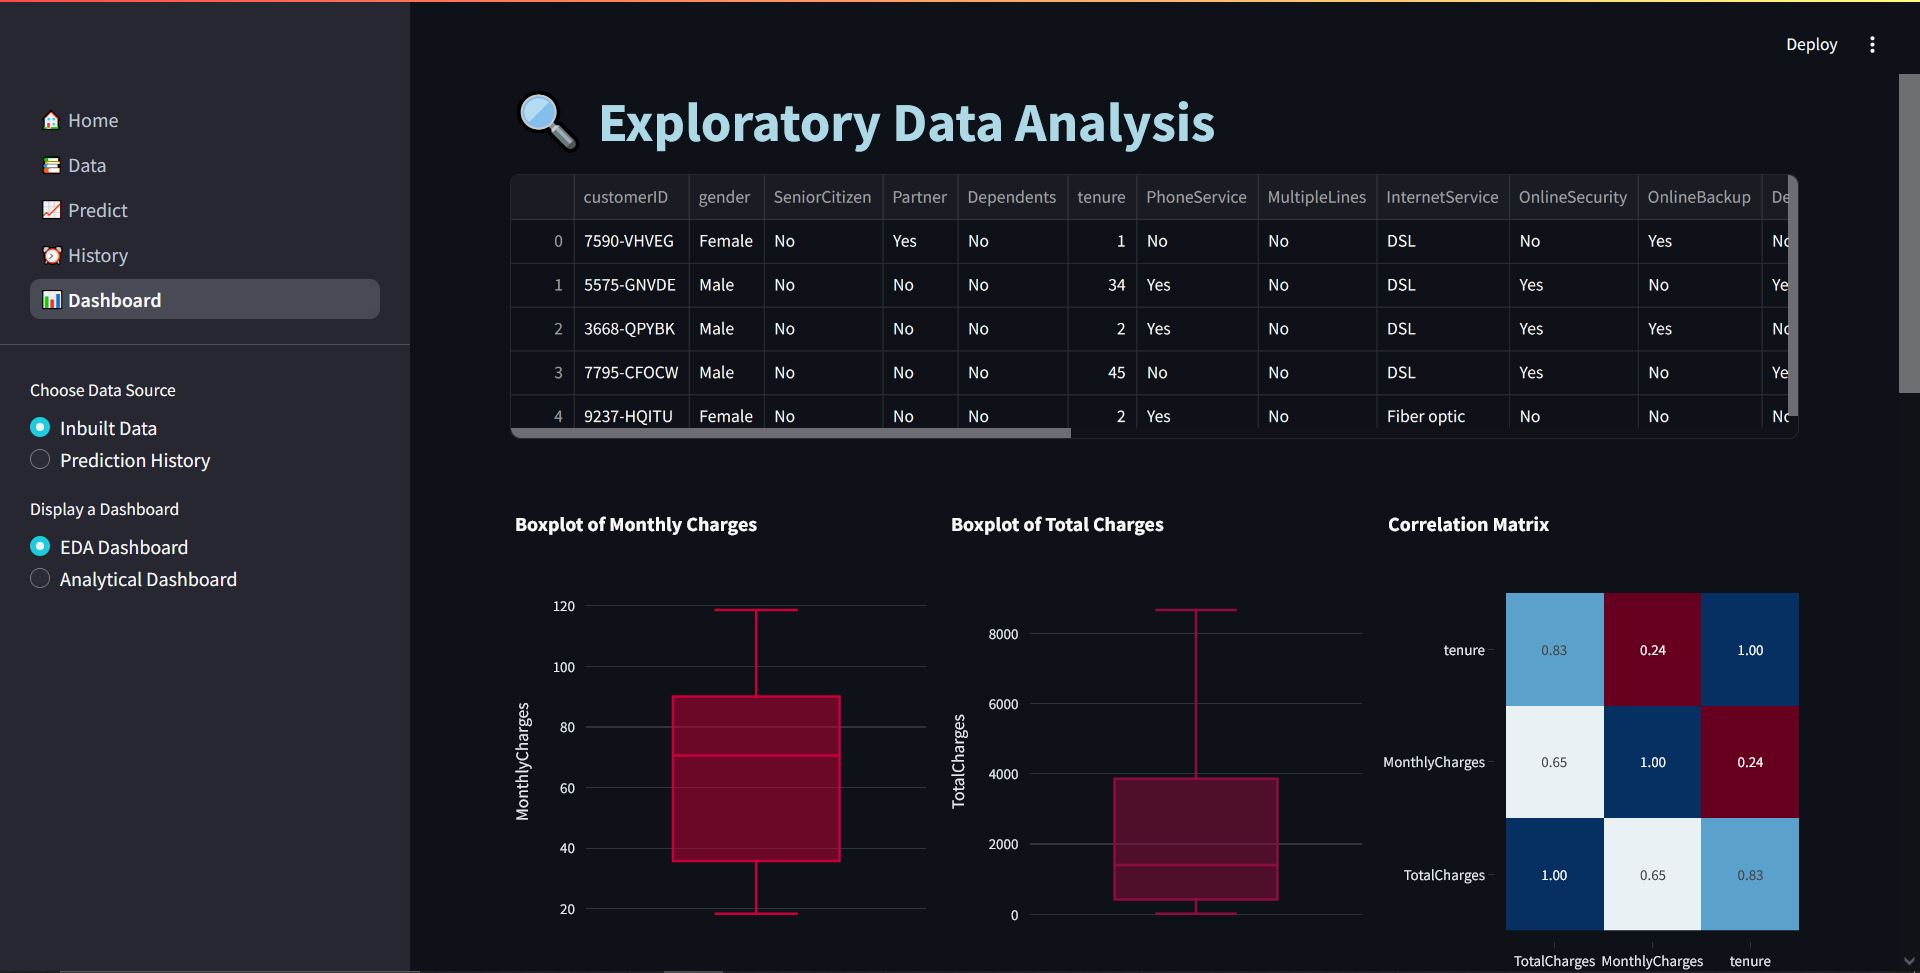 Deploy
Home
Data
Predict
History
Dashboard
Choose Data Source
Inbuilt Data
Prediction History
Display a Dashboard
EDA Dashboard
Analytical Dashboard
Exploratory Data Analysis
customerID gender SeniorCitizen Partner Dependents tenure PhoneService MultipleLines InternetService OnlineSecurity OnlineBackup De
0 7590-VHVEG Female No Yes No 1 No No DSL No Yes No
1 5575-GNVDE Male No No No 34 Yes No DSL Yes No Ye
2 3668-QPYBK Male No No No 2 Yes No DSL Yes Yes No
3 7795-CFOCW Male No No No 45 No No DSL Yes No Ye
4 9237-HQITU Female No No No 2 Yes No Fiber optic No No No
Boxplot of Monthly Charges
120
100
80
60
40
20
MonthlyCharges
Boxplot of Total Charges
8000
6000
4000
2000
0
TotalCharges
Correlation Matrix
tenure 0.83 0.24 1.00
MonthlyCharges 0.65 1.00 0.24
TotalCharges 1.00 0.65 0.83
TotalCharges MonthlyCharges tenure